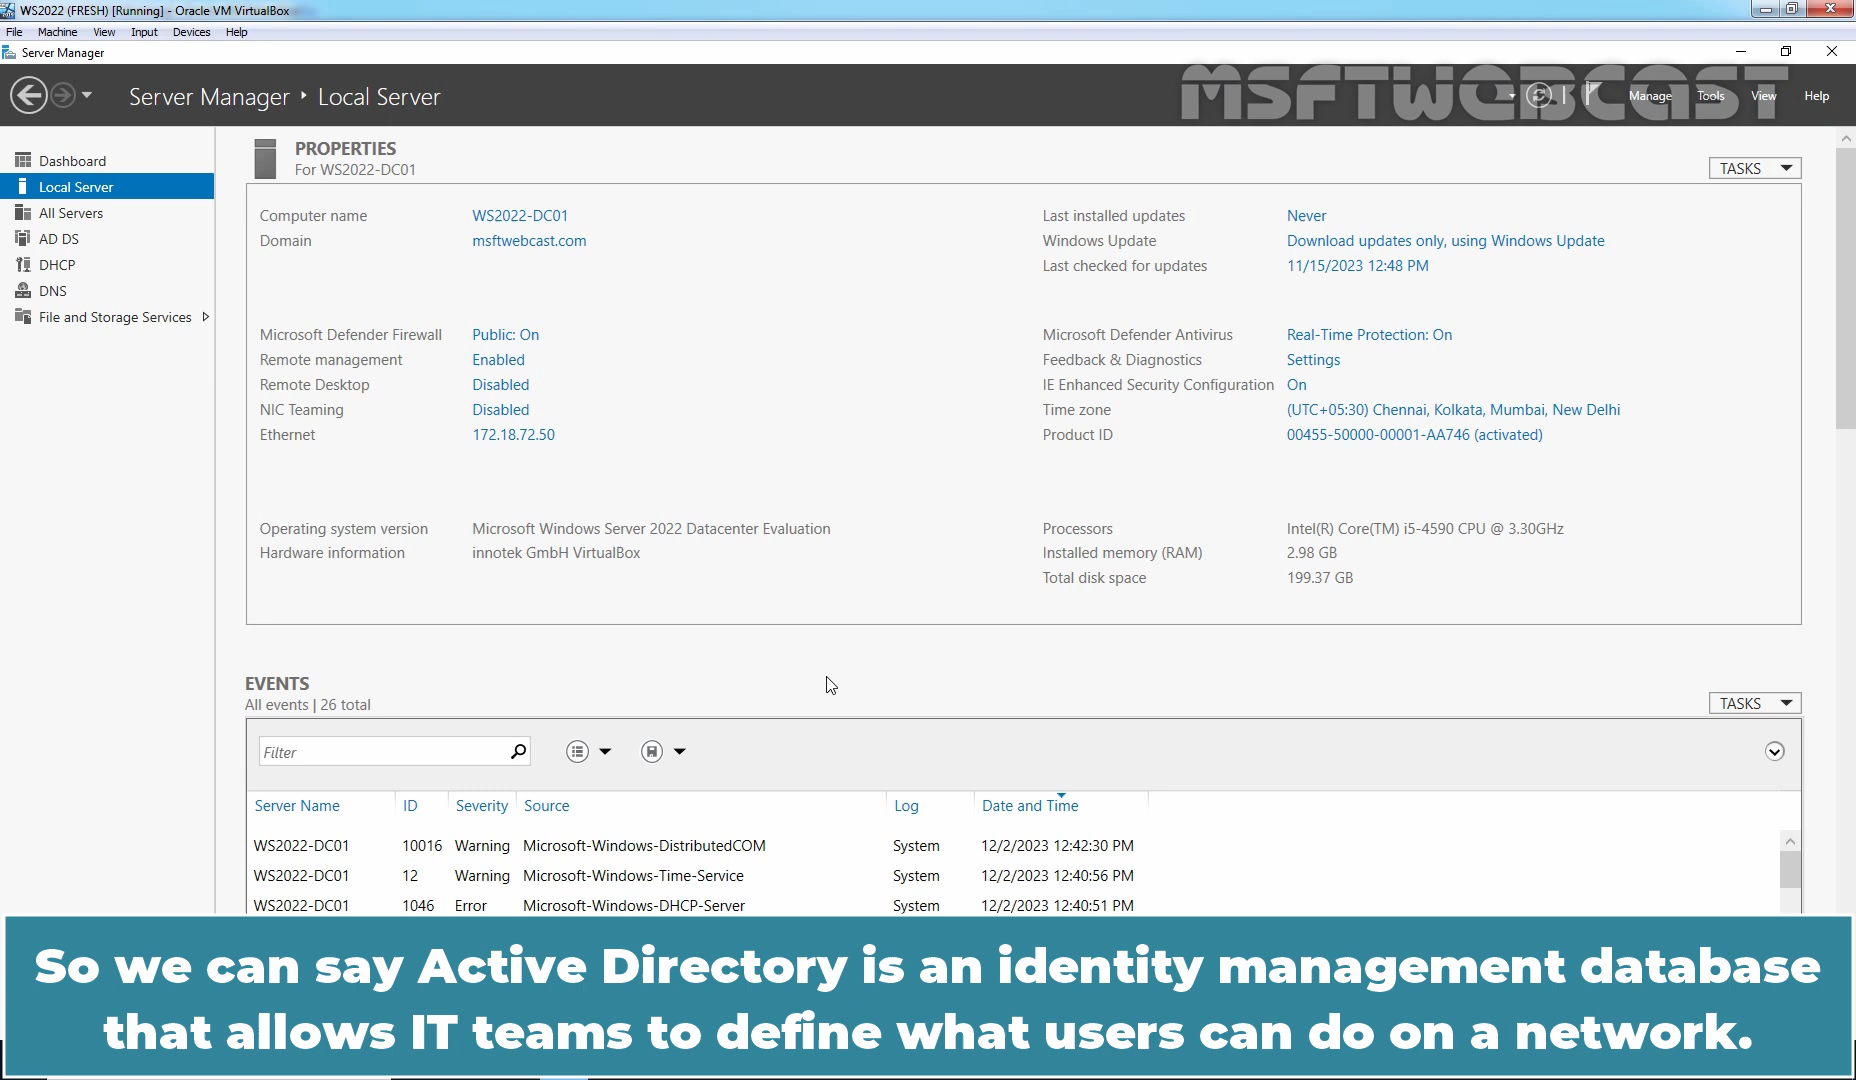 WS2022 (FRESH) [Running] - Oracle VM VirtualBox
File Machine View Input Devices Help
Server Manager
Server Manager Local Server
MSFTWEBCAST
Manage Tools View Help
Dashboard
Local Server
All Servers
AD DS
DHCP
DNS
File and Storage Services
PROPERTIES
For WS2022-DC01
TASKS
Computer name WS2022-DC01
Domain msftwebcast.com
Last installed updates Never
Windows Update Download updates only, using Windows Update
Last checked for updates 11/15/2023 12:48 PM
Microsoft Defender Firewall Public: On
Remote management Enabled
Remote Desktop Disabled
NIC Teaming Disabled
Ethernet 172.18.72.50
Microsoft Defender Antivirus Real-Time Protection: On
Feedback & Diagnostics Settings
IE Enhanced Security Configuration On
Time zone (UTC+05:30) Chennai, Kolkata, Mumbai, New Delhi
Product ID 00455-50000-00001-AA746 (activated)
Operating system version Microsoft Windows Server 2022 Datacenter Evaluation
Hardware information innotek GmbH VirtualBox
Processors Intel(R) Core(TM) i5-4590 CPU @ 3.30GHz
Installed memory (RAM) 2.98 GB
Total disk space 199.37 GB
EVENTS
All events | 26 total
TASKS
Filter
Server Name ID Severity Source Log Date and Time
WS2022-DC01 10016 Warning Microsoft-Windows-DistributedCOM System 12/2/2023 12:42:30 PM
WS2022-DC01 12 Warning Microsoft-Windows-Time-Service System 12/2/2023 12:40:56 PM
WS2022-DC01 1046 Error Microsoft-Windows-DHCP-Server System 12/2/2023 12:40:51 PM
So we can say Active Directory is an identity management database
that allows IT teams to define what users can do on a network.